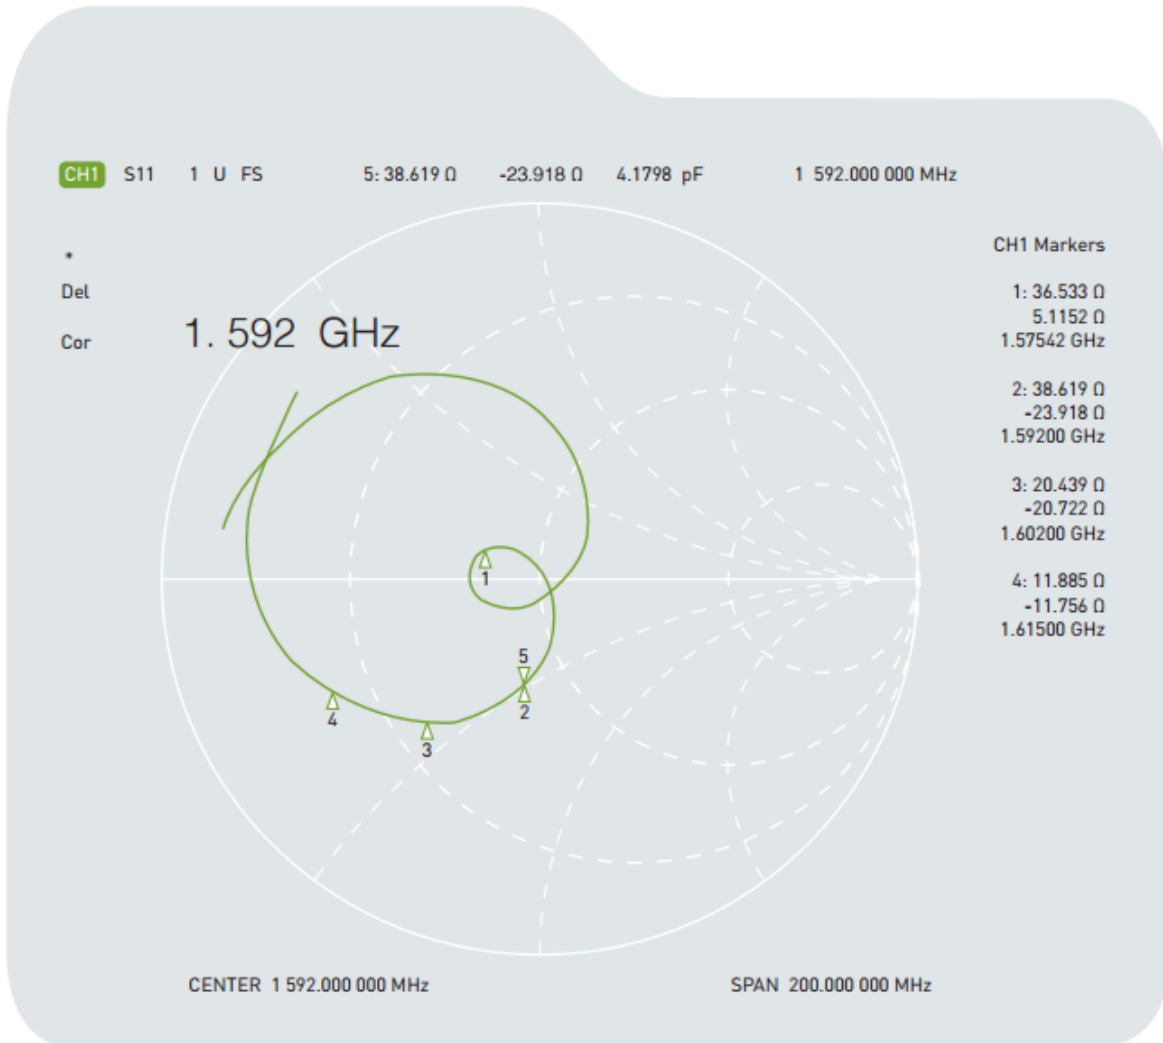 CH1 S11 1 U FS 5: 38.619 Ω -23.918 Ω 4.1798 pF 1 592.000 000 MHz
CH1 Markers
*
Del
Cor
1. 592 GHz
1: 36.533 Ω
5.1152 Ω
1.57542 GHz
2: 38.619 Ω
-23.918 Ω
1.59200 GHz
3: 20.439 Ω
-20.722 Ω
1.60200 GHz
4: 11.885 Ω
-11.756 Ω
1.61500 GHz
1
5
2
4
3
CENTER 1 592.000 000 MHz SPAN 200.000 000 MHz